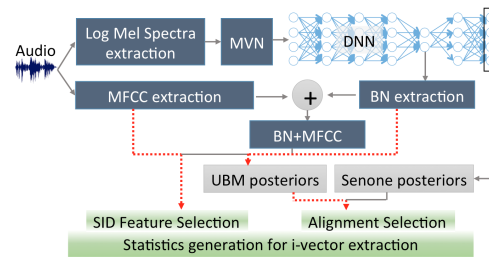 Log Mel Spectra
extraction
MVN
DNN
Audio
MFCC extraction
+
BN extraction
BN+MFCC
UBM posteriors
Senone posteriors
SID Feature Selection
Alignment Selection
Statistics generation for i-vector extraction